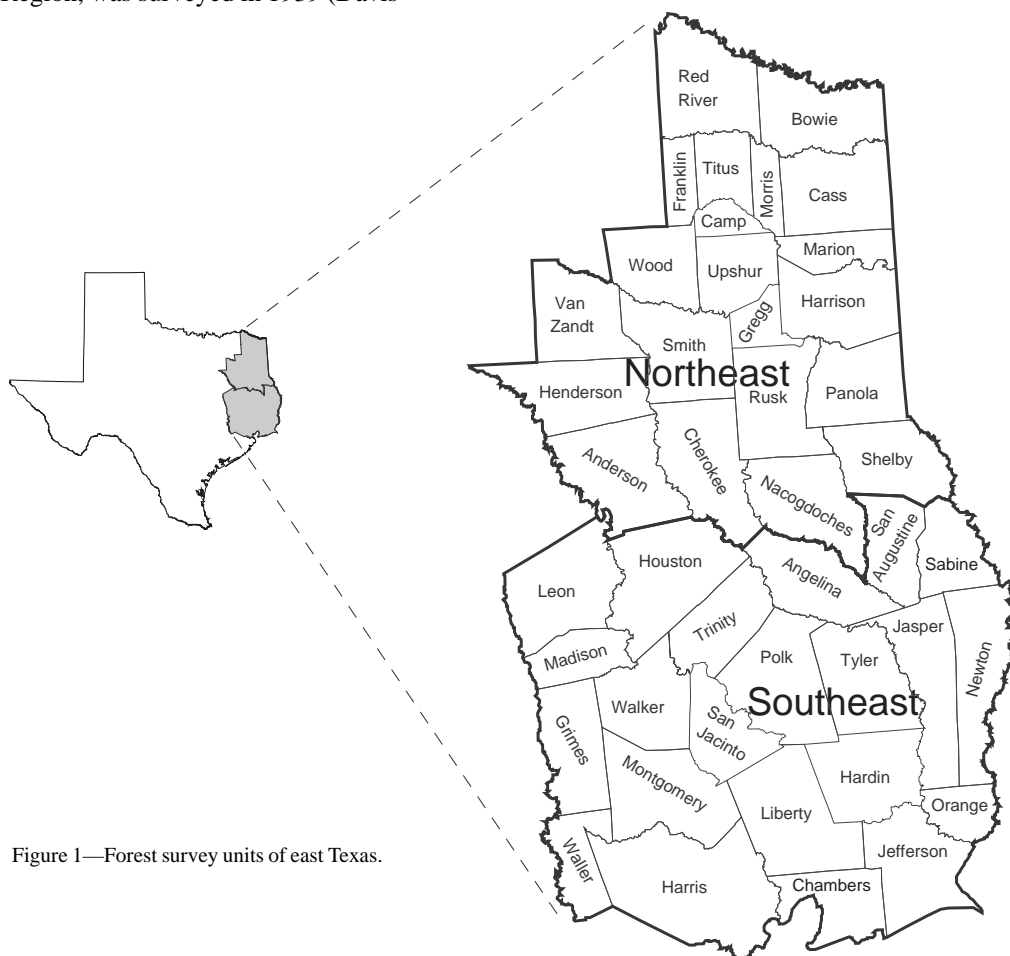 Region, was surveyed in 1939 (Davis
Red
River
Bowie
Franklin
Titus
Morris
Cass
Camp
Marion
Wood
Upshur
Harrison
Gregg
Van
Zandt
Smith
Northeast
Henderson
Rusk
Panola
Anderson
Cherokee
Shelby
Nacogdoches
San
Augustine
Sabine
Houston
Angelina
Leon
Trinity
Jasper
Madison
Polk
Tyler
Newton
Walker
San
Jacinto
Southeast
Grimes
Montgomery
Hardin
Liberty
Orange
Waller
Jefferson
Harris
Chambers
Figure 1—Forest survey units of east Texas.